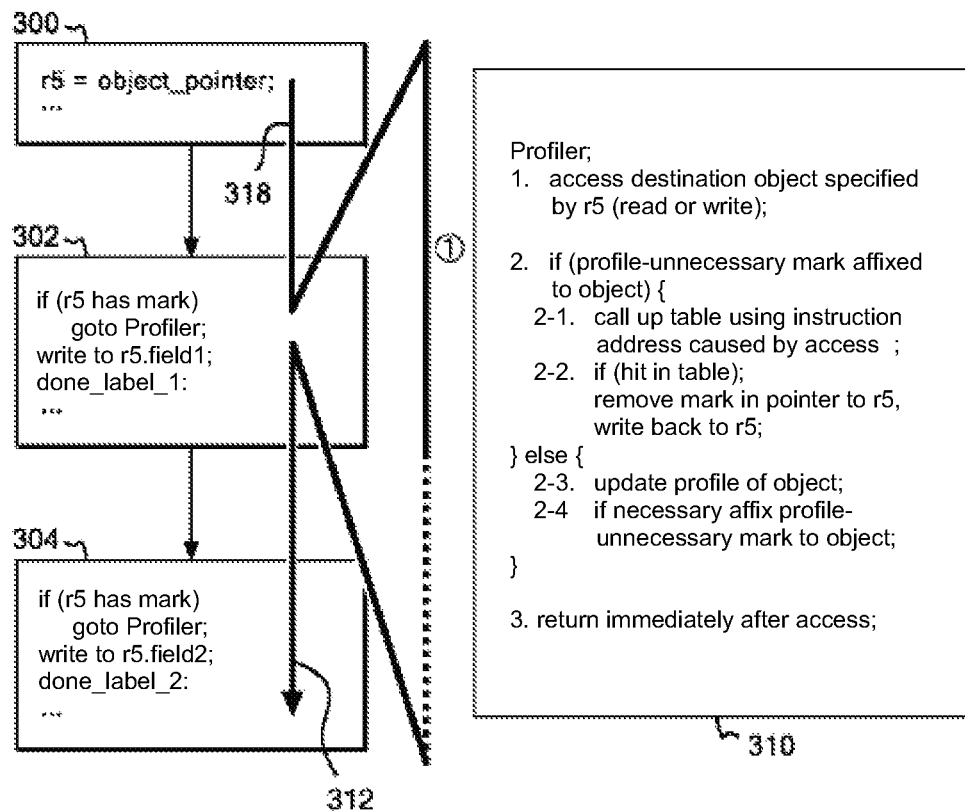 300
r5 = object_pointer;
...
318
302
if (r5 has mark)
goto Profiler;
write to r5.field1;
done_label_1:
...
304
if (r5 has mark)
goto Profiler;
write to r5.field2;
done_label_2:
...
312
①
Profiler;
1. access destination object specified
by r5 (read or write);
2. if (profile-unnecessary mark affixed
to object) {
2-1. call up table using instruction
address caused by access ;
2-2. if (hit in table);
remove mark in pointer to r5,
write back to r5;
} else {
2-3. update profile of object;
2-4 if necessary affix profile-
unnecessary mark to object;
}
3. return immediately after access;
310